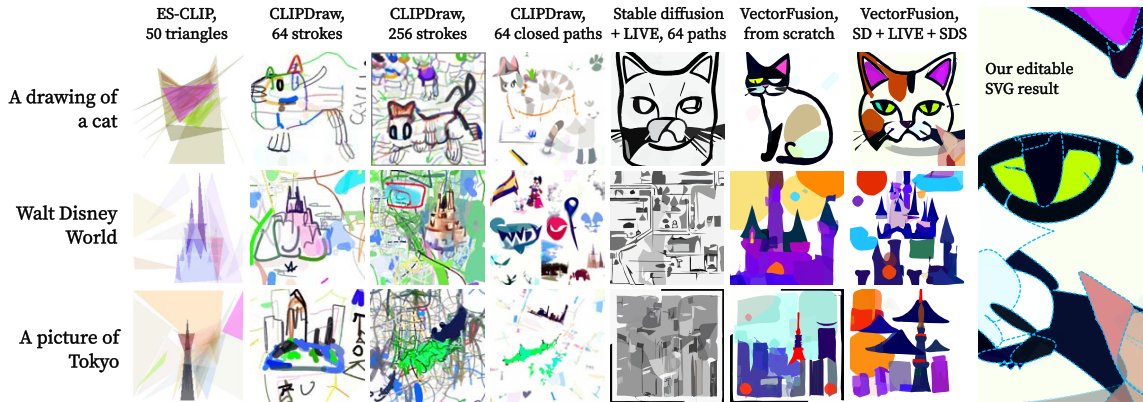 ES-CLIP,
50 triangles
CLIPDraw,
64 strokes
CLIPDraw,
256 strokes
CLIPDraw,
64 closed paths
Stable diffusion
+ LIVE, 64 paths
VectorFusion,
from scratch
VectorFusion,
SD + LIVE + SDS
Our editable
SVG result
A drawing of
a cat
Walt Disney
World
A picture of
Tokyo